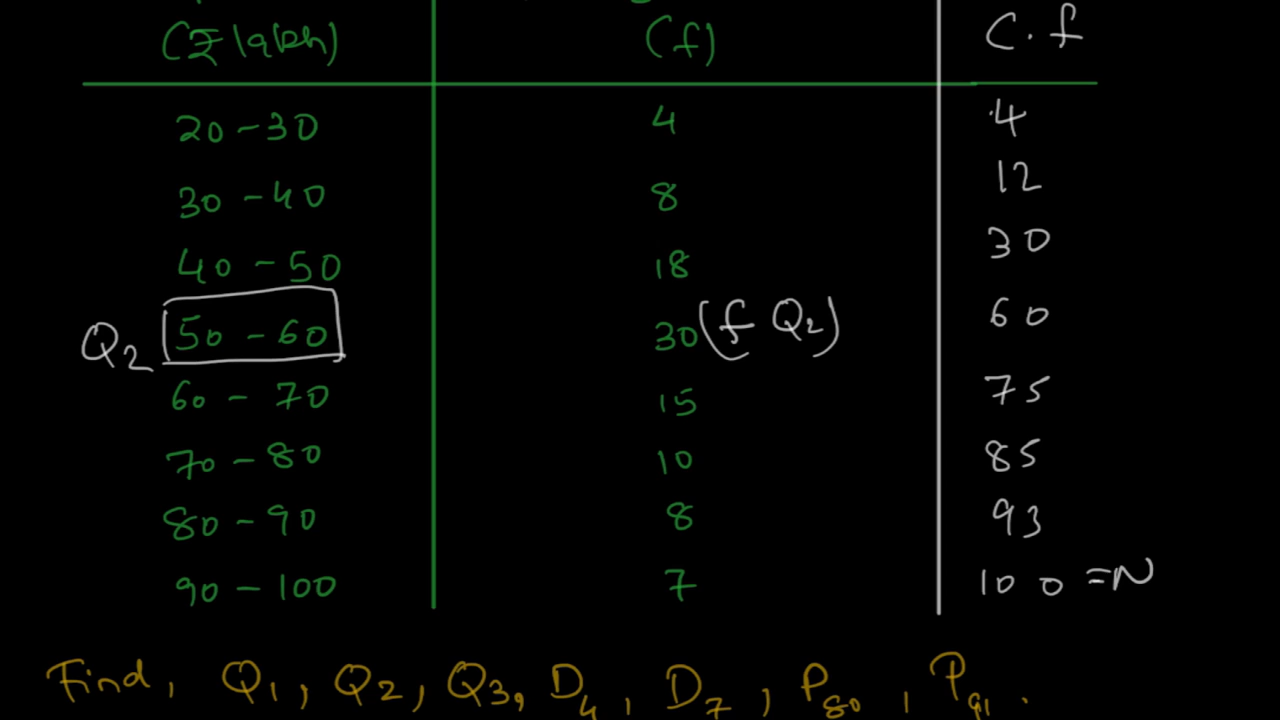 (₹ lakh) (f) C.f
20 - 30 4 4
30 - 40 8 12
40 - 50 18 30
Q2 50 - 60 30 (f Q2) 60
60 - 70 15 75
70 - 80 10 85
80 - 90 8 93
90 - 100 7 100 = N
Find, Q1, Q2, Q3, D4, D7, P80, P91.